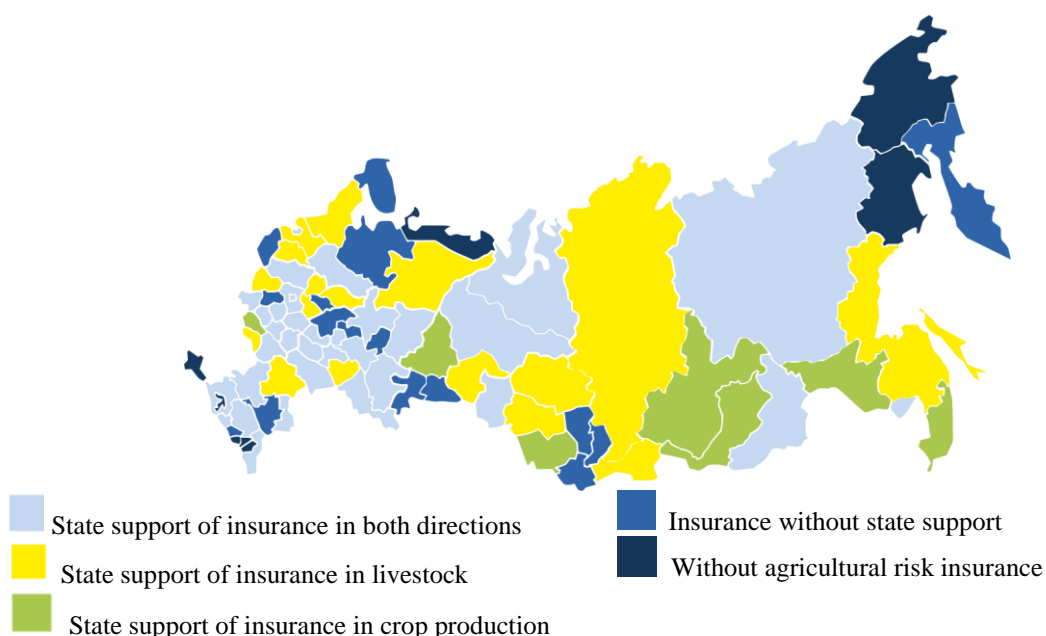 State support of insurance in both directions
State support of insurance in livestock
State support of insurance in crop production
Insurance without state support
Without agricultural risk insurance